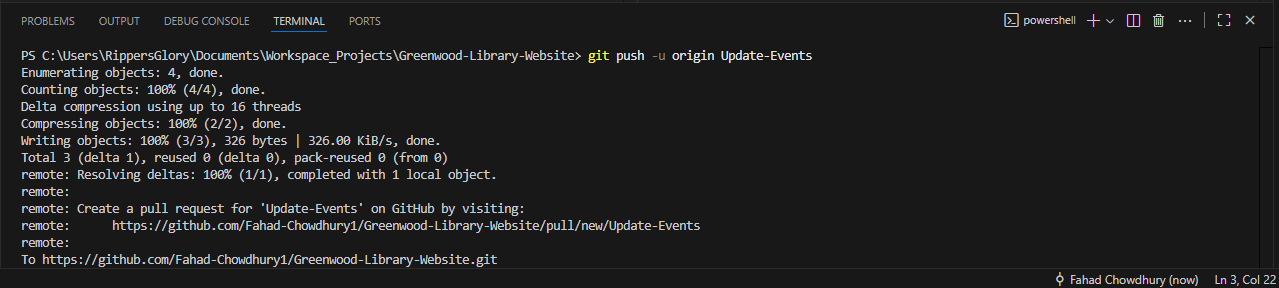 PROBLEMS OUTPUT DEBUG CONSOLE TERMINAL PORTS powershell
PS C:\Users\RippersGlory\Documents\Workspace_Projects\Greenwood-Library-Website> git push -u origin Update-Events
Enumerating objects: 4, done.
Counting objects: 100% (4/4), done.
Delta compression using up to 16 threads
Compressing objects: 100% (2/2), done.
Writing objects: 100% (3/3), 326 bytes | 326.00 KiB/s, done.
Total 3 (delta 1), reused 0 (delta 0), pack-reused 0 (from 0)
remote: Resolving deltas: 100% (1/1), completed with 1 local object.
remote:
remote: Create a pull request for 'Update-Events' on GitHub by visiting:
remote:      https://github.com/Fahad-Chowdhury1/Greenwood-Library-Website/pull/new/Update-Events
remote:
To https://github.com/Fahad-Chowdhury1/Greenwood-Library-Website.git
Fahad Chowdhury (now) Ln 3, Col 22